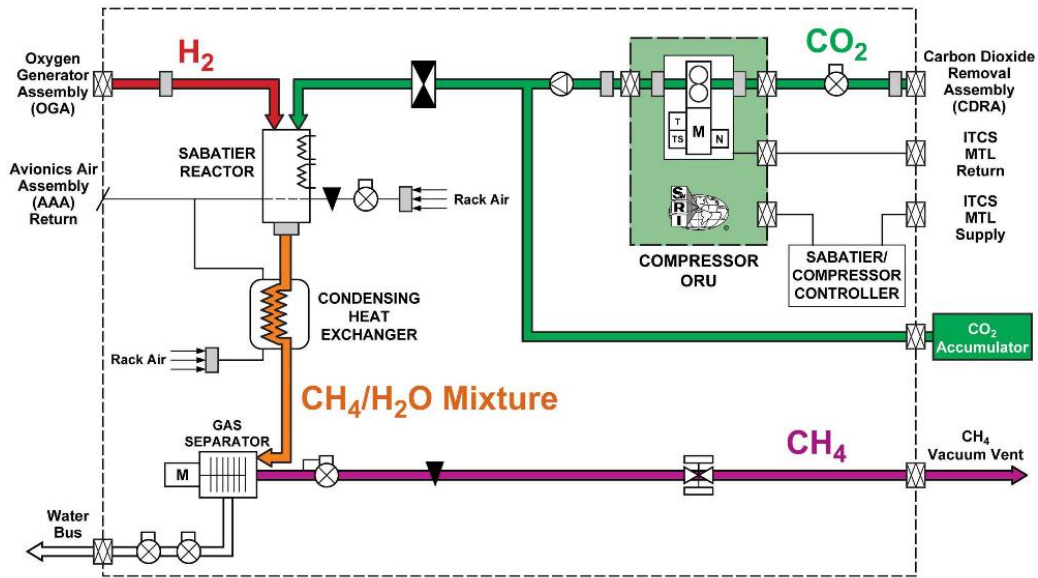 Oxygen
Generator
Assembly
(OGA)
H₂
CO₂
Carbon Dioxide
Removal
Assembly
(CDRA)
T
TS
M
N
SABATIER
REACTOR
Avionics Air
Assembly
(AAA)
Return
Rack Air
ITCS
MTL
Return
SRI
ITCS
MTL
Supply
COMPRESSOR
ORU
SABATIER/
COMPRESSOR
CONTROLLER
CONDENSING
HEAT
EXCHANGER
CO₂
Accumulator
Rack Air
CH₄/H₂O Mixture
GAS
SEPARATOR
M
CH₄
CH₄
Vacuum Vent
Water
Bus